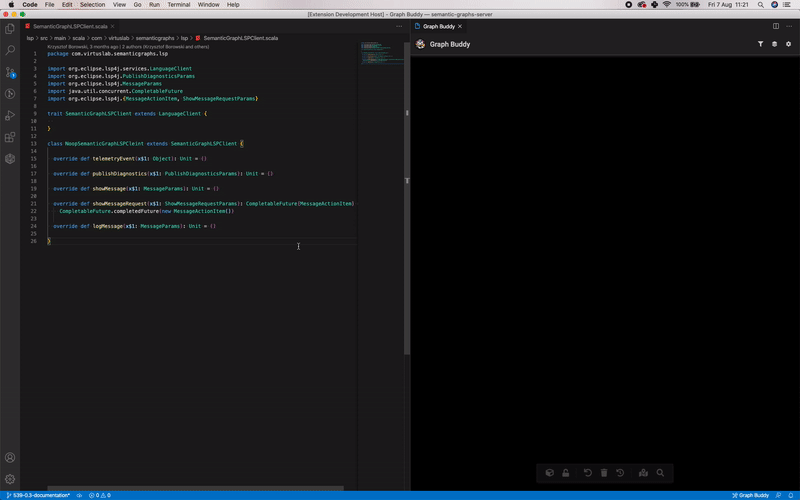 Code File Edit Selection View Go Run Terminal Window Help 100% Fri 7 Aug 11:21
[Extension Development Host] - Graph Buddy — semantic-graphs-server
SemanticGraphLSPClient.scala
lsp > src > main > scala > com > virtuslab > semanticgraphs > lsp > SemanticGraphLSPClient.scala
Krzysztof Borowski, 3 months ago | 2 authors (Krzysztof Borowski and others)
1 package com.virtuslab.semanticgraphs.lsp
2
3 import org.eclipse.lsp4j.services.LanguageClient
4 import org.eclipse.lsp4j.PublishDiagnosticsParams
5 import org.eclipse.lsp4j.MessageParams
6 import java.util.concurrent.CompletableFuture
7 import org.eclipse.lsp4j.{MessageActionItem, ShowMessageRequestParams}
8
9 trait SemanticGraphLSPClient extends LanguageClient {
10
11 }
12
13 class NoopSemanticGraphLSPCleint extends SemanticGraphLSPClient {
14
15 override def telemetryEvent(x$1: Object): Unit = ()
16
17 override def publishDiagnostics(x$1: PublishDiagnosticsParams): Unit = ()
18
19 override def showMessage(x$1: MessageParams): Unit = ()
20
21 override def showMessageRequest(x$1: ShowMessageRequestParams): CompletableFuture[MessageActionItem]
22 CompletableFuture.completedFuture(new MessageActionItem())
23
24 override def logMessage(x$1: MessageParams): Unit = ()
25
26 }
Graph Buddy
Graph Buddy
539-0.3-documentation* 0 0 Graph Buddy